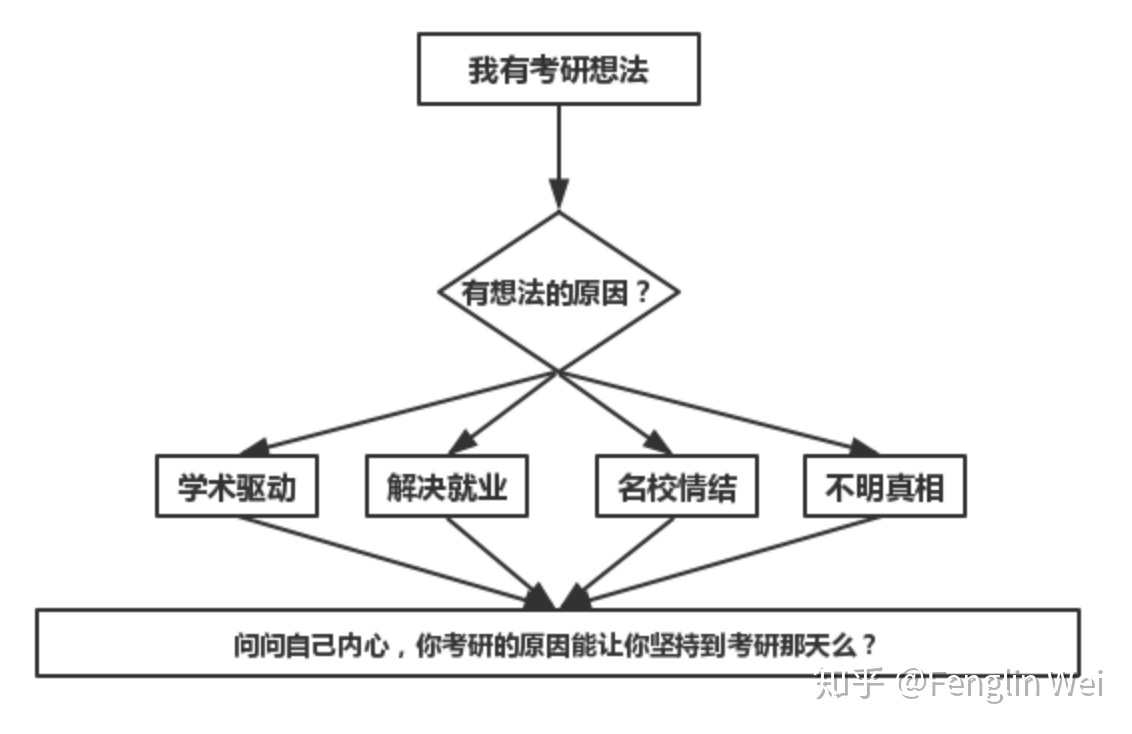 我有考研想法
有想法的原因？
学术驱动
解决就业
名校情结
不明真相
问问自己内心，你考研的原因能让你坚持到考研那天么？
知乎 @Fenglin Wei